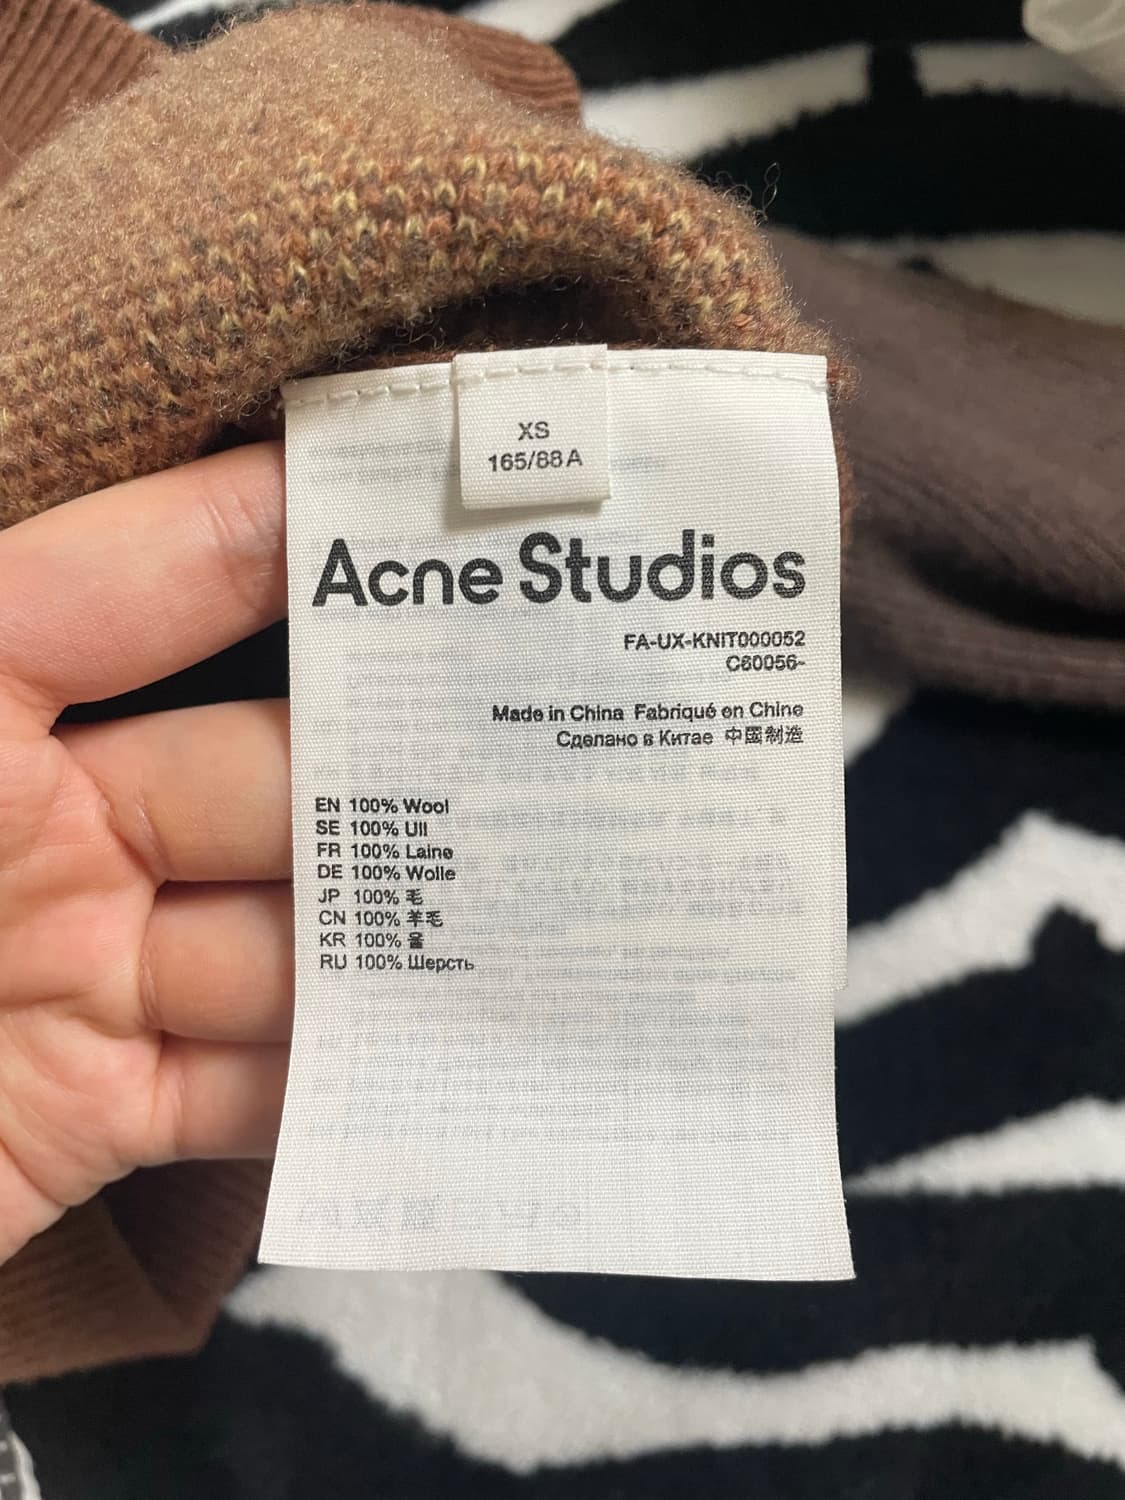 XS
165/88A
Acne Studios
FA-UX-KNIT000052
C60056-
Made in China Fabriqué en Chine
Сделано в Китае 中國制造
EN 100% Wool
SE 100% Ull
FR 100% Laine
DE 100% Wolle
JP 100% 毛
CN 100% 羊毛
KR 100% 울
RU 100% Шерсть